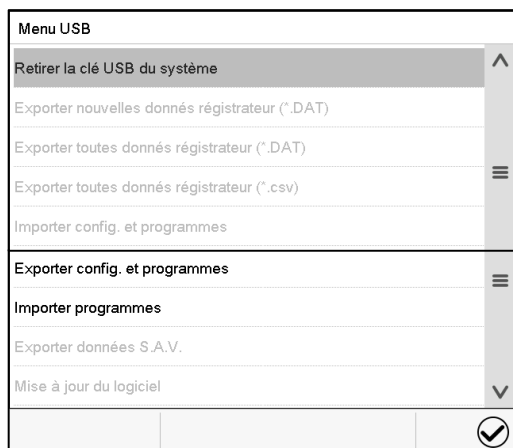 Menu USB
Retirer la clé USB du système
Exporter nouvelles donnés régistrateur (*.DAT)
Exporter toutes donnés régistrateur (*.DAT)
Exporter toutes donnés régistrateur (*.csv)
Importer config. et programmes
Exporter config. et programmes
Importer programmes
Exporter données S.A.V.
Mise à jour du logiciel